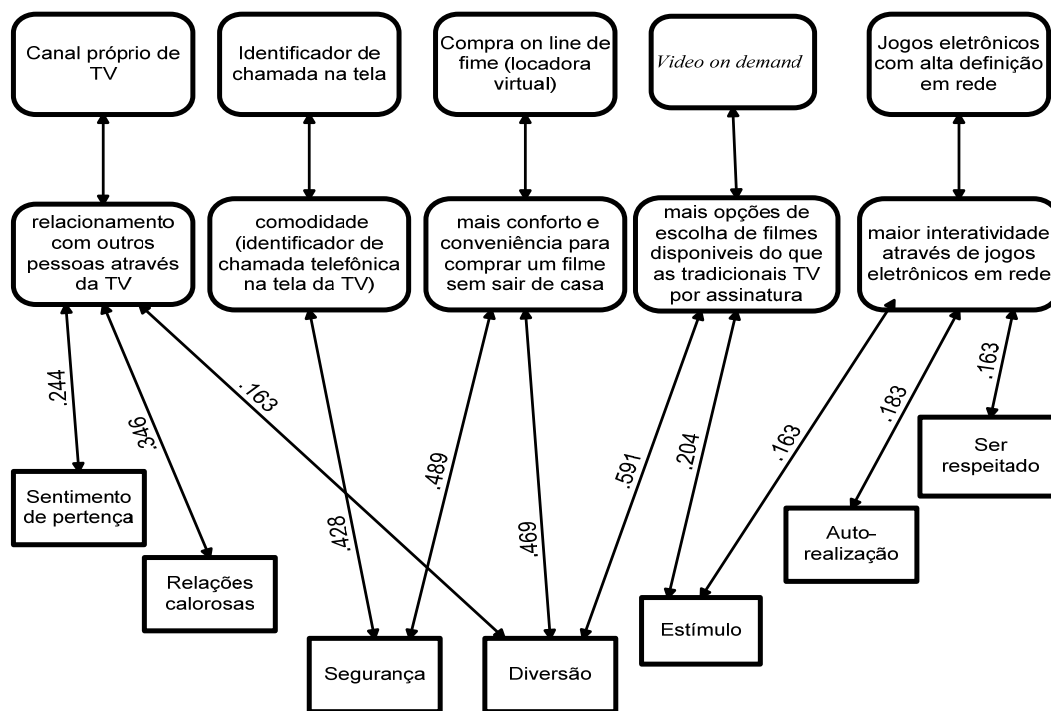 Canal próprio de
TV
Identificador de
chamada na tela
Compra on line de
fime (locadora
virtual)
Video on demand
Jogos eletrônicos
com alta definição
em rede
relacionamento
com outros
pessoas através
da TV
comodidade
(identificador de
chamada telefônica
na tela da TV)
mais conforto e
conveniência para
comprar um filme
sem sair de casa
mais opções de
escolha de filmes
disponiveis do que
as tradicionais TV
por assinatura
maior interatividade
através de jogos
eletrônicos em rede
.244
.346
.163
.428
.489
.469
.591
.204
.163
.183
.163
Sentimento
de pertença
Relações
calorosas
Segurança
Diversão
Estímulo
Auto-
realização
Ser
respeitado